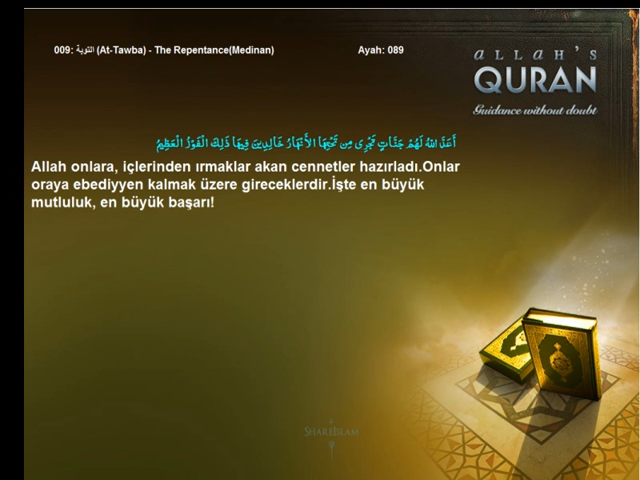 009: التوبة (At-Tawba) - The Repentance(Medinan) Ayah: 089
ALLAH'S
QURAN
Guidance without doubt
أَعَدَّ اللَّهُ لَهُمْ جَنَّاتٍ تَجْرِي مِن تَحْتِهَا الأَنْهَارُ خَالِدِينَ فِيهَا ذَلِكَ الْفَوْزُ الْعَظِيمُ
Allah onlara, içlerinden ırmaklar akan cennetler hazırladı.Onlar
oraya ebediyyen kalmak üzere gireceklerdir.İşte en büyük
mutluluk, en büyük başarı!
SHAREISLAM